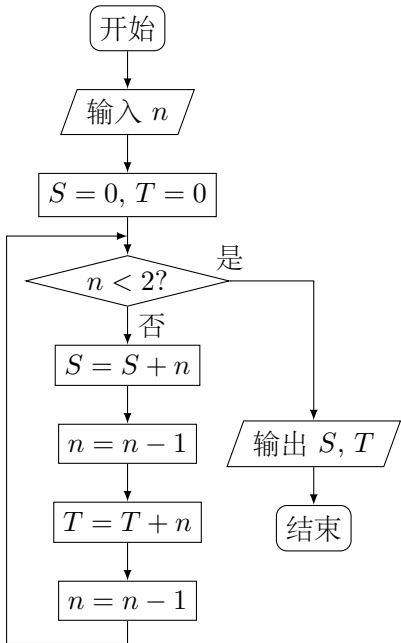 开始
输入 n
S = 0, T = 0
n < 2?
是
否
S = S + n
n = n − 1
T = T + n
n = n − 1
输出 S, T
结束